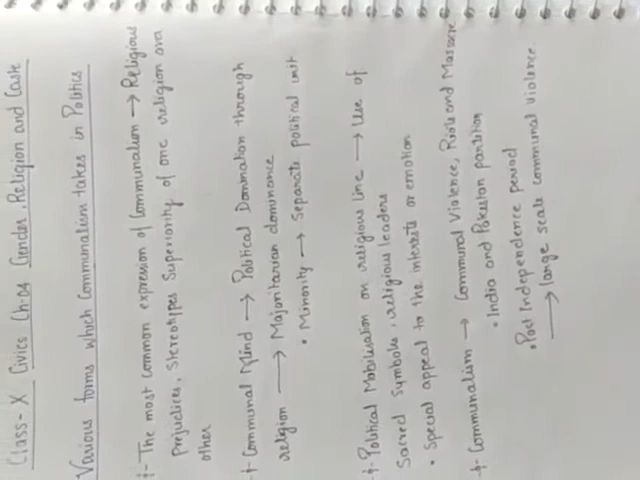 Class-X Civics Ch:04 Gender, Religion and Caste
Various forms which Communalism takes in Politics
+- The most common expression of Communalism → Religious
Prejudices, Stereotypes Superiority of one religion over
other
+- Communal Mind → Political Domination through
religion → Majoritarian dominance
• Minority → Separate political unit
+- Political Mobilisation on religious line → Use of
Sacred Symbols, religious leaders
• Special appeal to the interests or emotion
+- Communalism → Communal Violence, Riots and Massacre
• India and Pakistan partition
• Post Independence period
→ large scale communal violence.